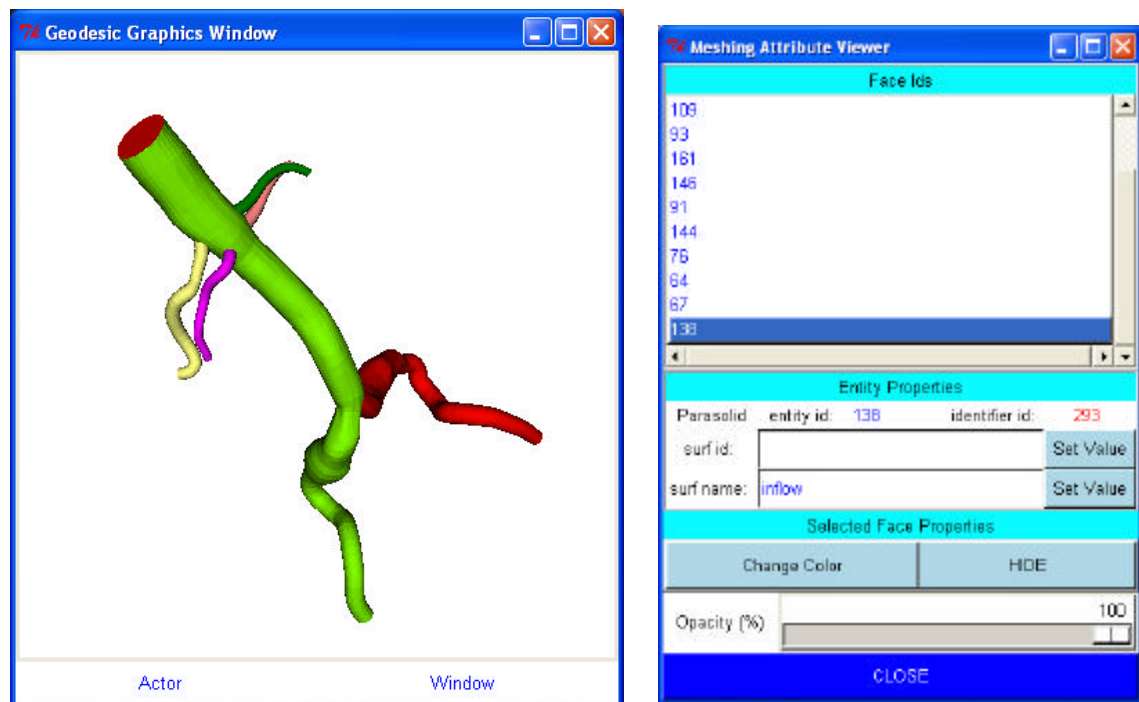 Geodesic Graphics Window
Actor Window
Meshing Attribute Viewer
Face Ids
109
93
161
146
91
144
76
64
67
138
Entity Properties
Parasolid entity id: 138 identifier id: 293
surf id: Set Value
surf name: inflow Set Value
Selected Face Properties
Change Color HIDE
Opacity (%) 100
CLOSE